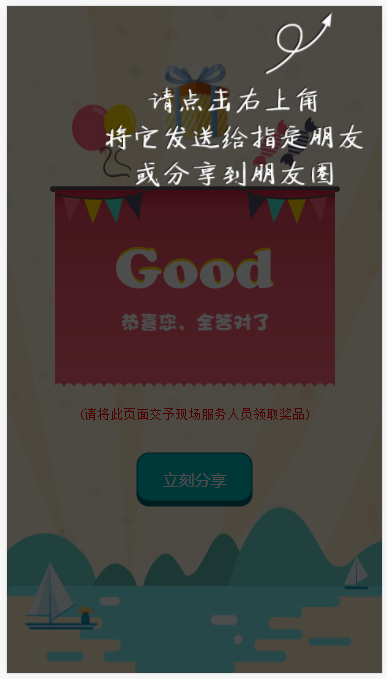 请点击右上角
将它发送给指定朋友
或分享到朋友圈
Good
恭喜您，全答对了
(请将此页面交予现场服务人员领取奖品)
立刻分享